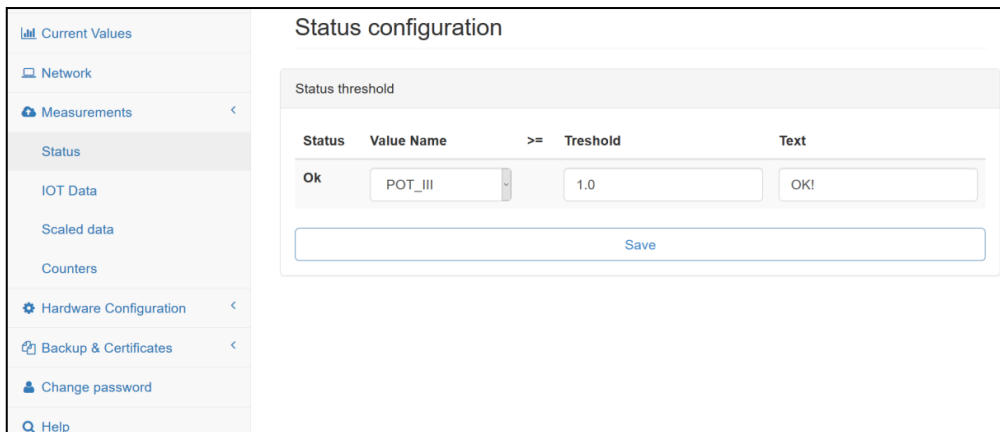 Current Values
Network
Measurements
Status
IOT Data
Scaled data
Counters
Hardware Configuration
Backup & Certificates
Change password
Help
Status configuration
Status threshold
Status Value Name >= Treshold Text
Ok POT_III 1.0 OK!
Save